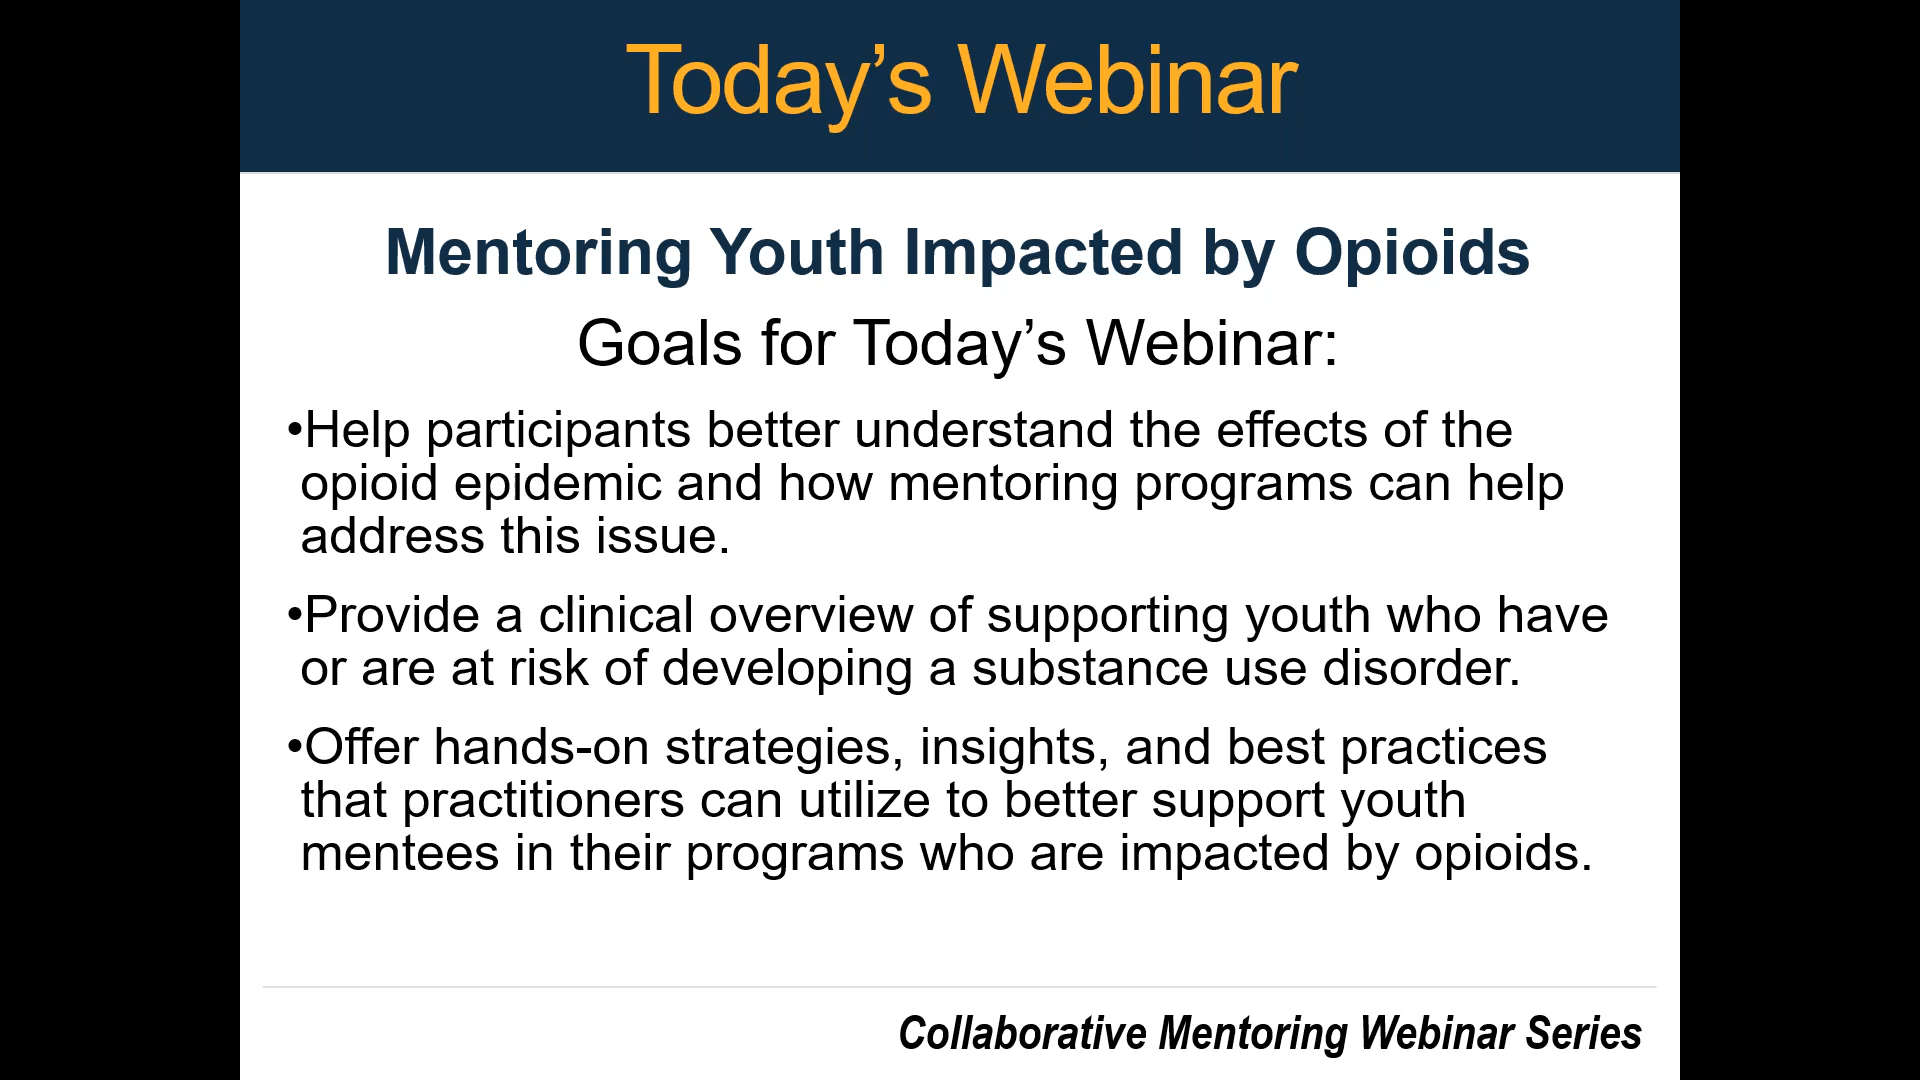 Today’s Webinar
Mentoring Youth Impacted by Opioids
Goals for Today’s Webinar:
•Help participants better understand the effects of the
opioid epidemic and how mentoring programs can help
address this issue.
•Provide a clinical overview of supporting youth who have
or are at risk of developing a substance use disorder.
•Offer hands-on strategies, insights, and best practices
that practitioners can utilize to better support youth
mentees in their programs who are impacted by opioids.
Collaborative Mentoring Webinar Series